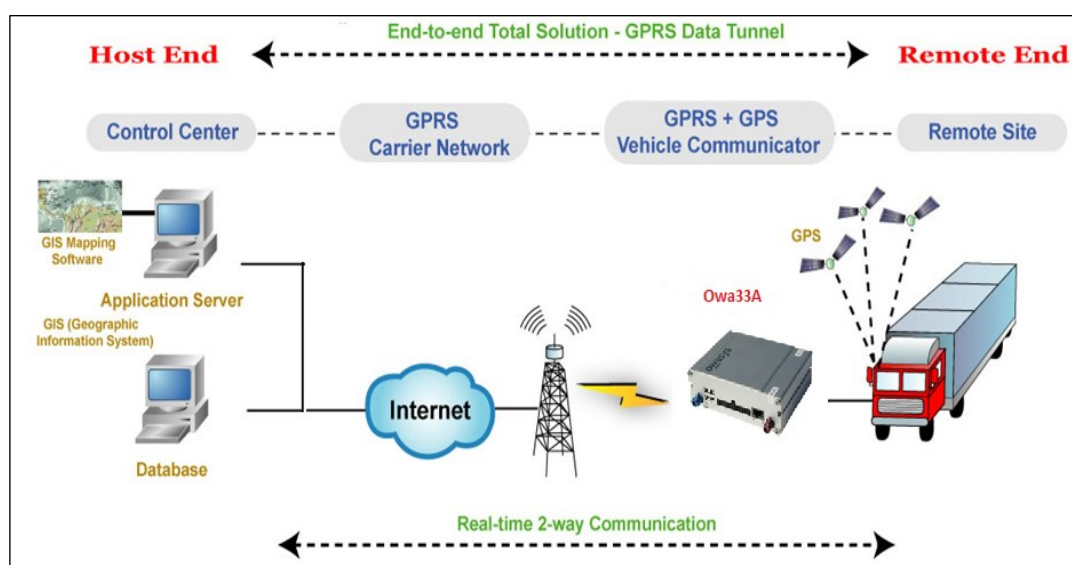 End-to-end Total Solution - GPRS Data Tunnel
Host End
Remote End
Control Center
GPRS
Carrier Network
GPRS + GPS
Vehicle Communicator
Remote Site
GIS Mapping
Software
Application Server
GIS (Geographic
Information System)
Database
Internet
Owa33A
GPS
Real-time 2-way Communication